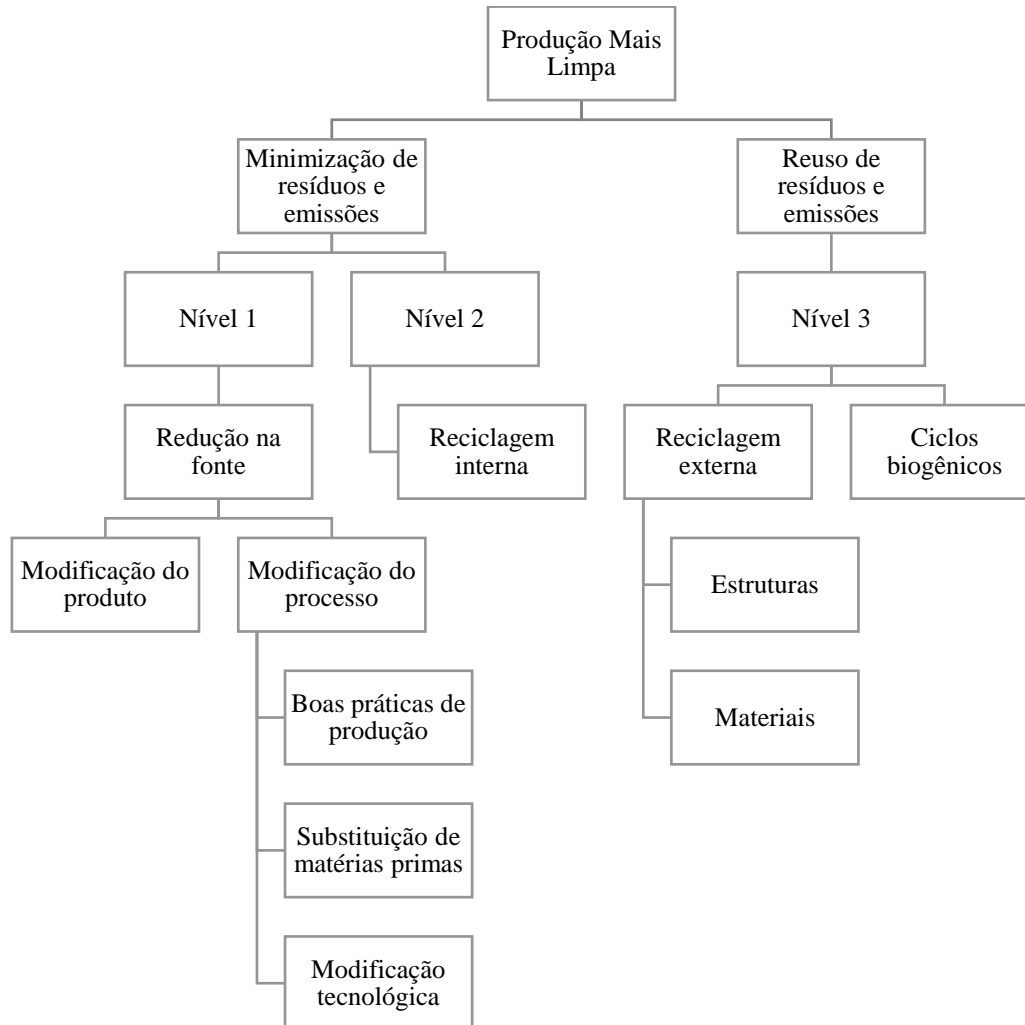 Produção Mais
Limpa
Minimização de
resíduos e
emissões
Reuso de
resíduos e
emissões
Nível 1
Nível 2
Nível 3
Redução na
fonte
Reciclagem
interna
Reciclagem
externa
Ciclos
biogênicos
Modificação do
produto
Modificação do
processo
Estruturas
Boas práticas de
produção
Materiais
Substituição de
matérias primas
Modificação
tecnológica